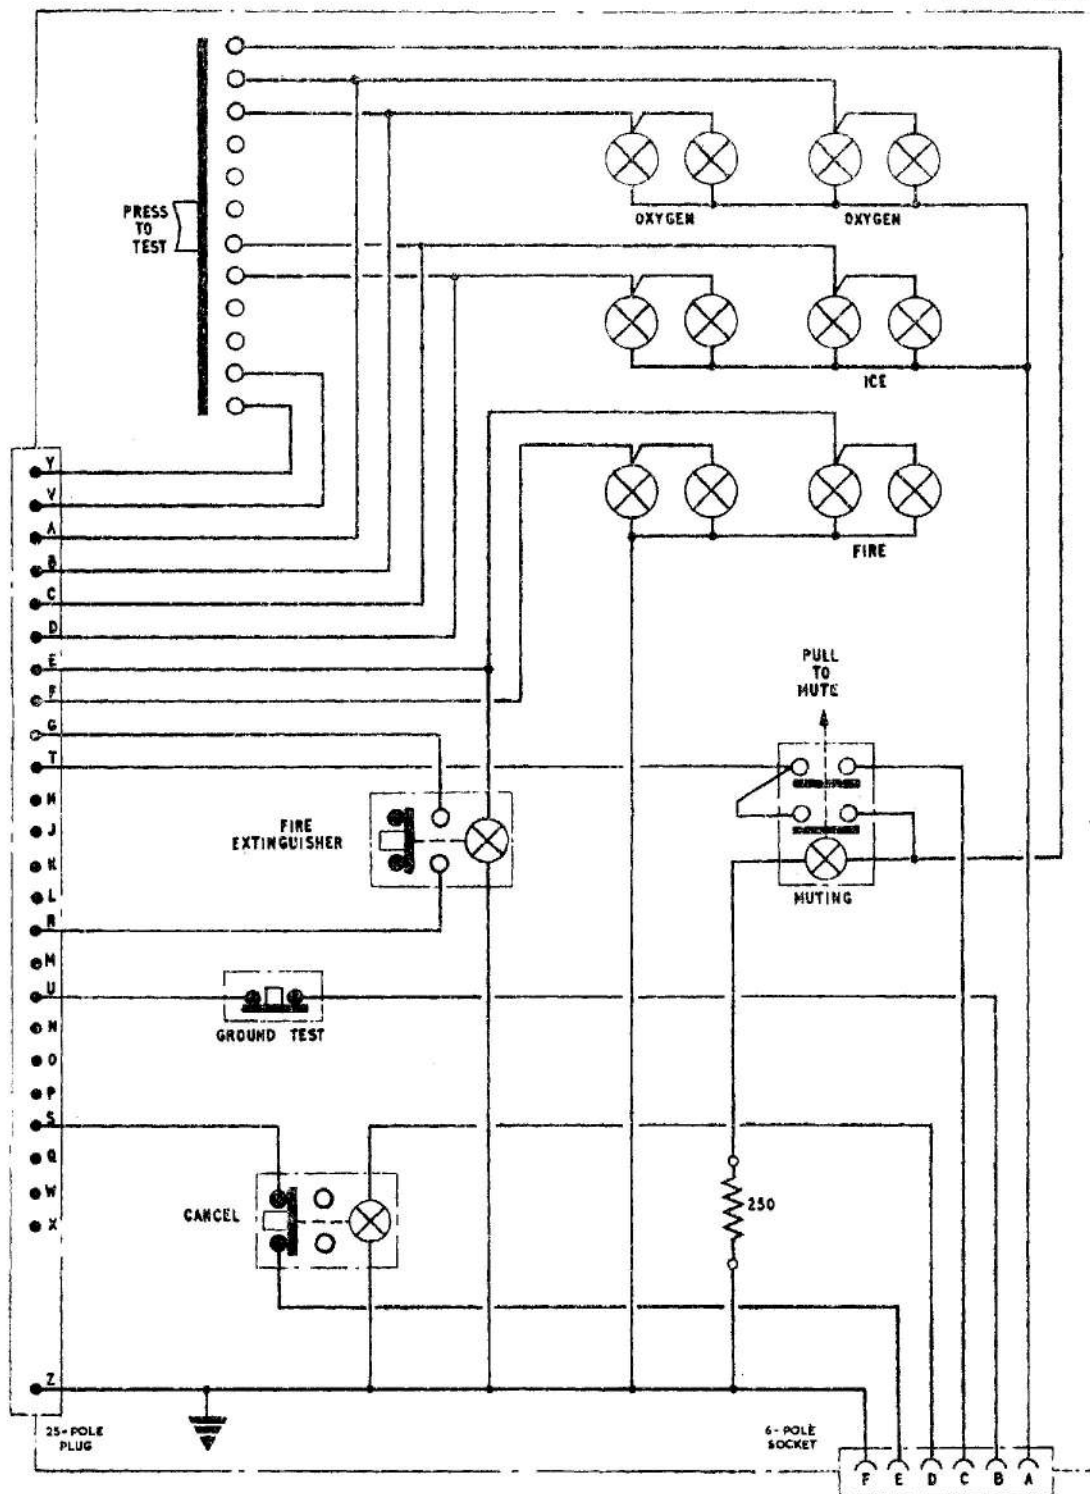 PRESS
TO
TEST
OXYGEN
OXYGEN
ICE
FIRE
Y
V
A
B
C
D
E
F
G
T
H
J
K
L
R
M
U
N
O
P
S
Q
W
X
Z
PULL
TO
MUTE
FIRE
EXTINGUISHER
MUTING
GROUND TEST
CANCEL
250
25-POLE
PLUG
6-POLE
SOCKET
F E D C B A